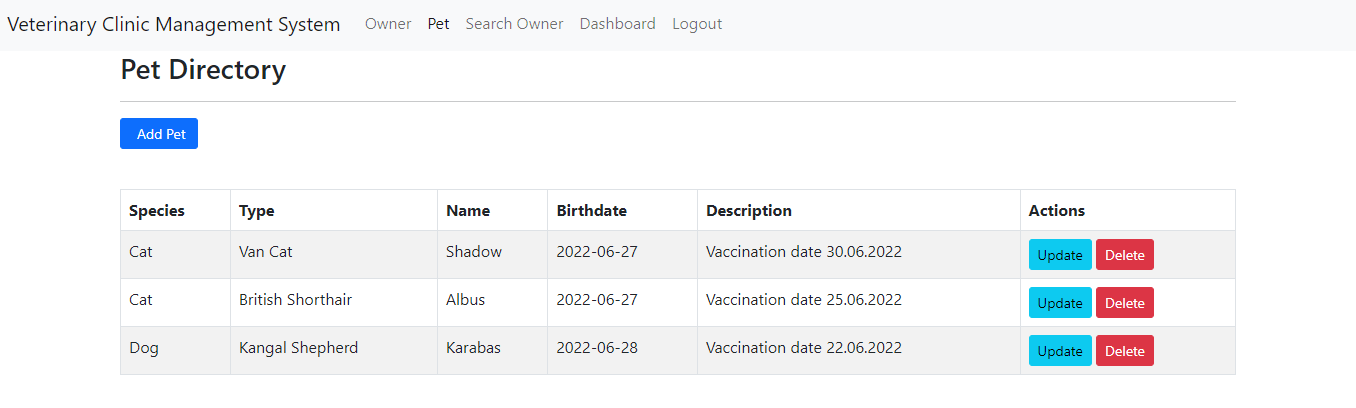 Veterinary Clinic Management System Owner Pet Search Owner Dashboard Logout
Pet Directory
Add Pet
Species Type Name Birthdate Description Actions
Cat Van Cat Shadow 2022-06-27 Vaccination date 30.06.2022 Update Delete
Cat British Shorthair Albus 2022-06-27 Vaccination date 25.06.2022 Update Delete
Dog Kangal Shepherd Karabas 2022-06-28 Vaccination date 22.06.2022 Update Delete